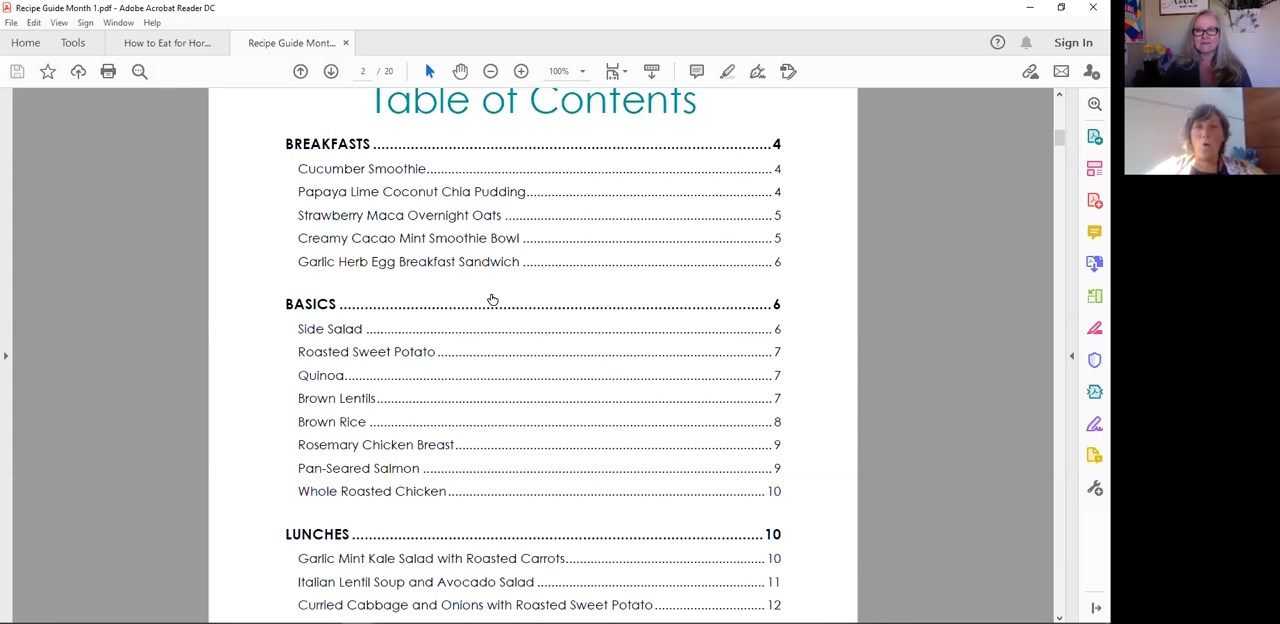 Recipe Guide Month 1.pdf - Adobe Acrobat Reader DC
File Edit View Sign Window Help
Home Tools How to Eat for Hor... Recipe Guide Mont... × Sign In
2 / 20 100%
Table of Contents
BREAKFASTS 4
Cucumber Smoothie 4
Papaya Lime Coconut Chia Pudding 4
Strawberry Maca Overnight Oats 5
Creamy Cacao Mint Smoothie Bowl 5
Garlic Herb Egg Breakfast Sandwich 6
BASICS 6
Side Salad 6
Roasted Sweet Potato 7
Quinoa 7
Brown Lentils 7
Brown Rice 8
Rosemary Chicken Breast 9
Pan-Seared Salmon 9
Whole Roasted Chicken 10
LUNCHES 10
Garlic Mint Kale Salad with Roasted Carrots 10
Italian Lentil Soup and Avocado Salad 11
Curried Cabbage and Onions with Roasted Sweet Potato 12